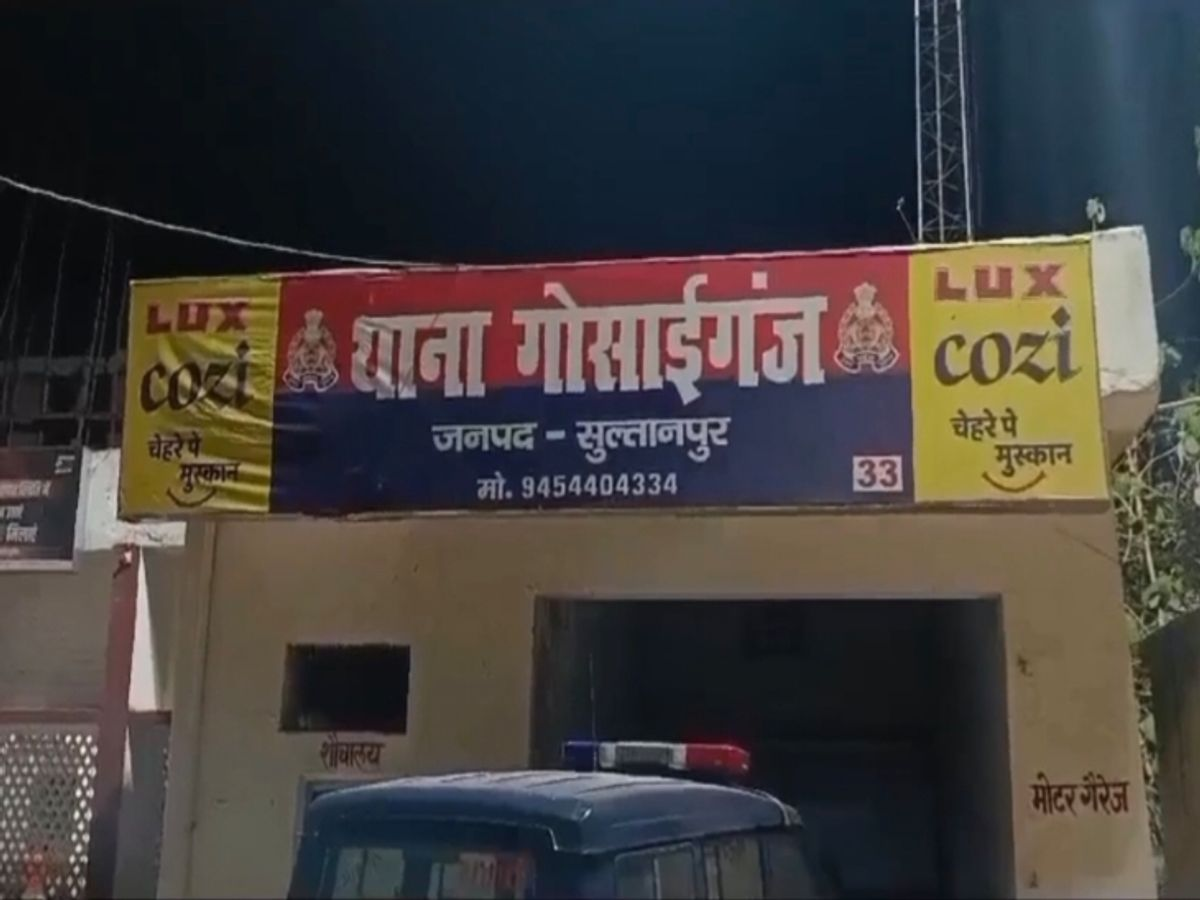 LUX
cozi
चेहरे पे
मुस्कान
थाना गोसाईगंज
जनपद - सुल्तानपुर
मो. 9454404334
33
LUX
cozi
चेहरे पे
मुस्कान
शौचालय
मोटर गैरेज